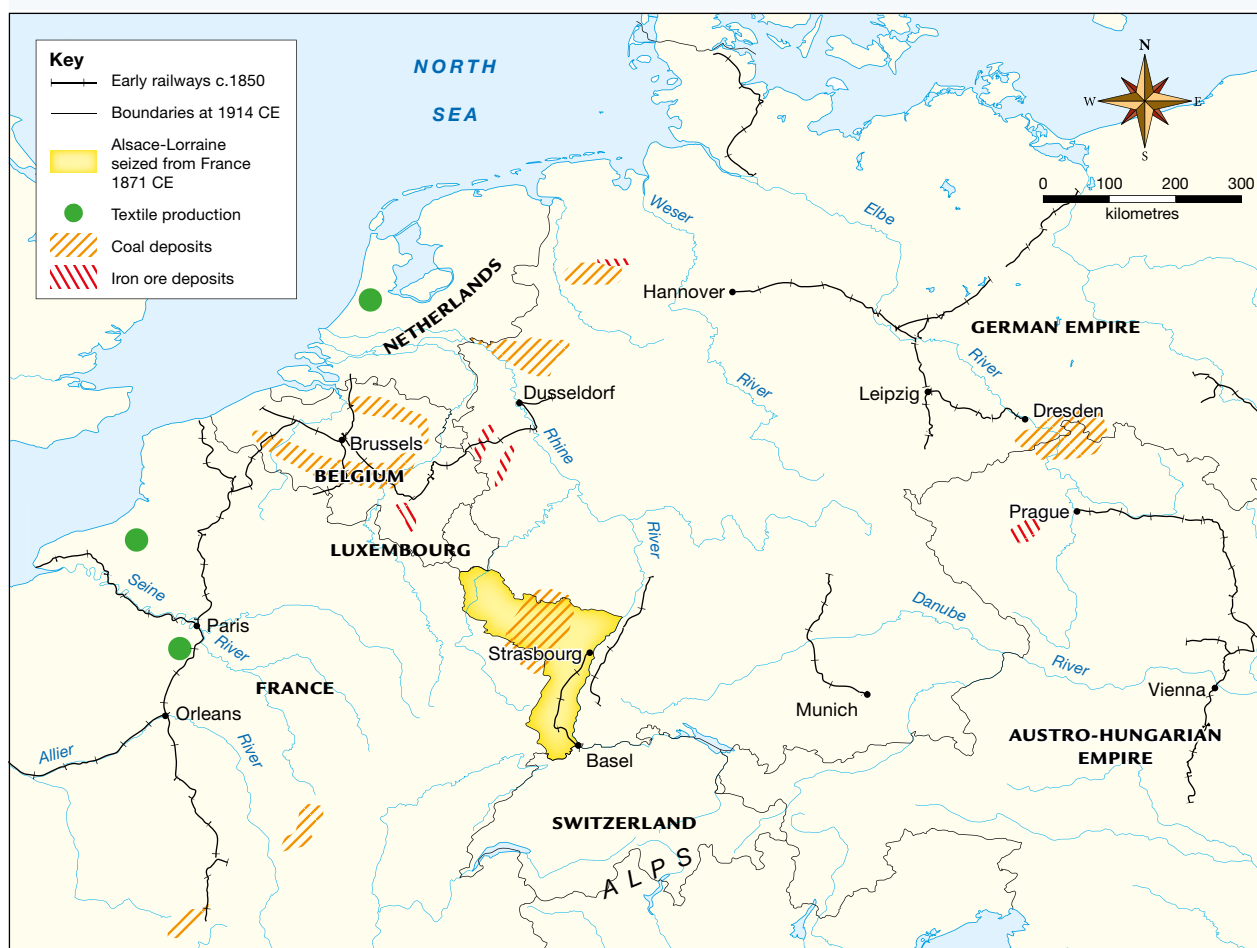 Key
Early railways c.1850
Boundaries at 1914 CE
Alsace-Lorraine
seized from France
1871 CE
Textile production
Coal deposits
Iron ore deposits
NORTH
SEA
N
W
E
S
0 100 200 300
kilometres
Weser
Elbe
NETHERLANDS
Hannover
GERMAN EMPIRE
River
River
Leipzig
Dusseldorf
Dresden
Brussels
Rhine
BELGIUM
Prague
LUXEMBOURG
River
Seine
Danube
Paris
River
Strasbourg
River
FRANCE
Vienna
Munich
Orleans
AUSTRO-HUNGARIAN
EMPIRE
Allier
River
Basel
SWITZERLAND
ALPS